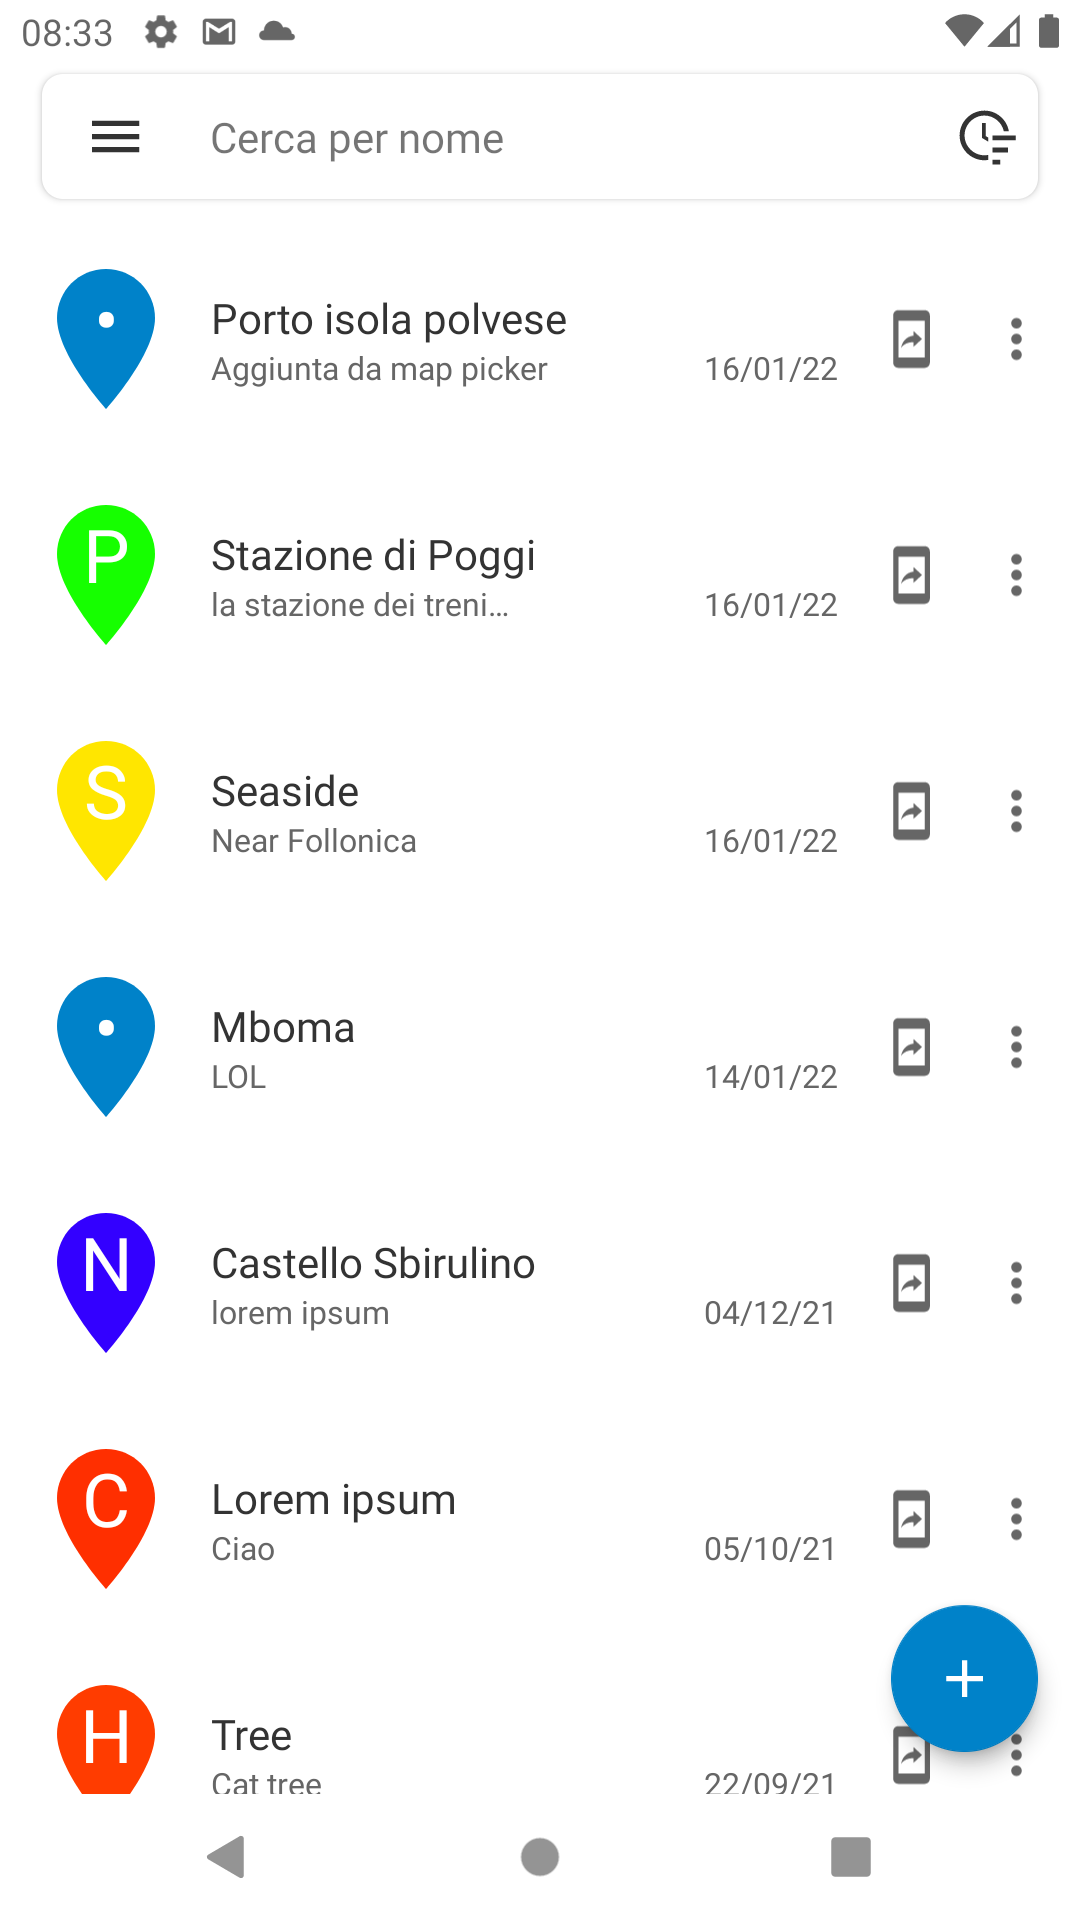 08:33
Cerca per nome
Porto isola polvese
Aggiunta da map picker 16/01/22
P
Stazione di Poggi
la stazione dei treni... 16/01/22
S
Seaside
Near Follonica 16/01/22
Mboma
LOL 14/01/22
N
Castello Sbirulino
lorem ipsum 04/12/21
C
Lorem ipsum
Ciao 05/10/21
H
Tree
Cat tree 22/09/21